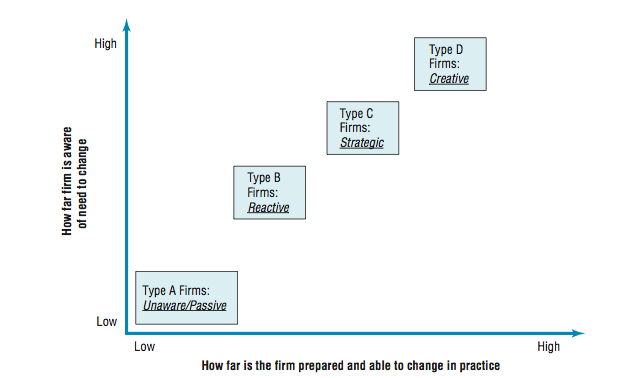 High
Type D
Firms:
Creative
Type C
Firms:
Strategic
How far firm is aware
of need to change
Type B
Firms:
Reactive
Type A Firms:
Unaware/Passive
Low
Low
High
How far is the firm prepared and able to change in practice